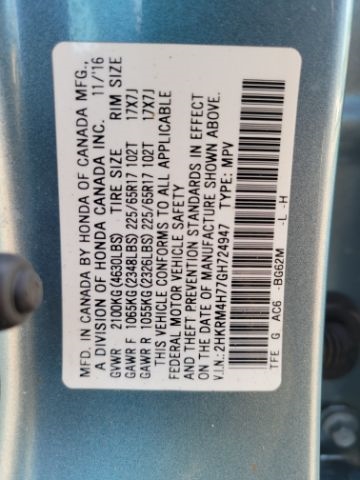 MFD. IN CANADA BY HONDA OF CANADA MFG.,
A DIVISION OF HONDA CANADA INC. 11/'16
GVWR 2100KG(4630LBS) TIRE SIZE RIM SIZE
GAWR F 1065KG(2348LBS) 225/65R17 102T 17X7J
GAWR R 1055KG(2326LBS) 225/65R17 102T 17X7J
THIS VEHICLE CONFORMS TO ALL APPLICABLE
FEDERAL MOTOR VEHICLE SAFETY
AND THEFT PREVENTION STANDARDS IN EFFECT
ON THE DATE OF MANUFACTURE SHOWN ABOVE.
V.I.N.: 2HKRM4H77GH724947 TYPE: MPV
TFE G AC6 -BG62M -L -H